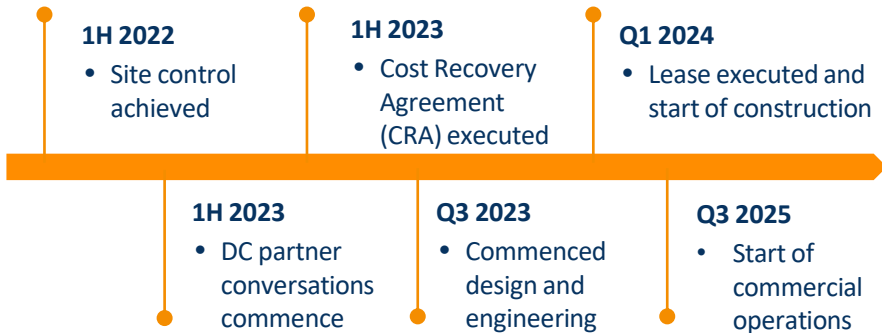 1H 2022
• Site control
achieved
1H 2023
• Cost Recovery
Agreement
(CRA) executed
Q1 2024
• Lease executed and
start of construction
1H 2023
• DC partner
conversations
commence
Q3 2023
• Commenced
design and
engineering
Q3 2025
• Start of
commercial
operations